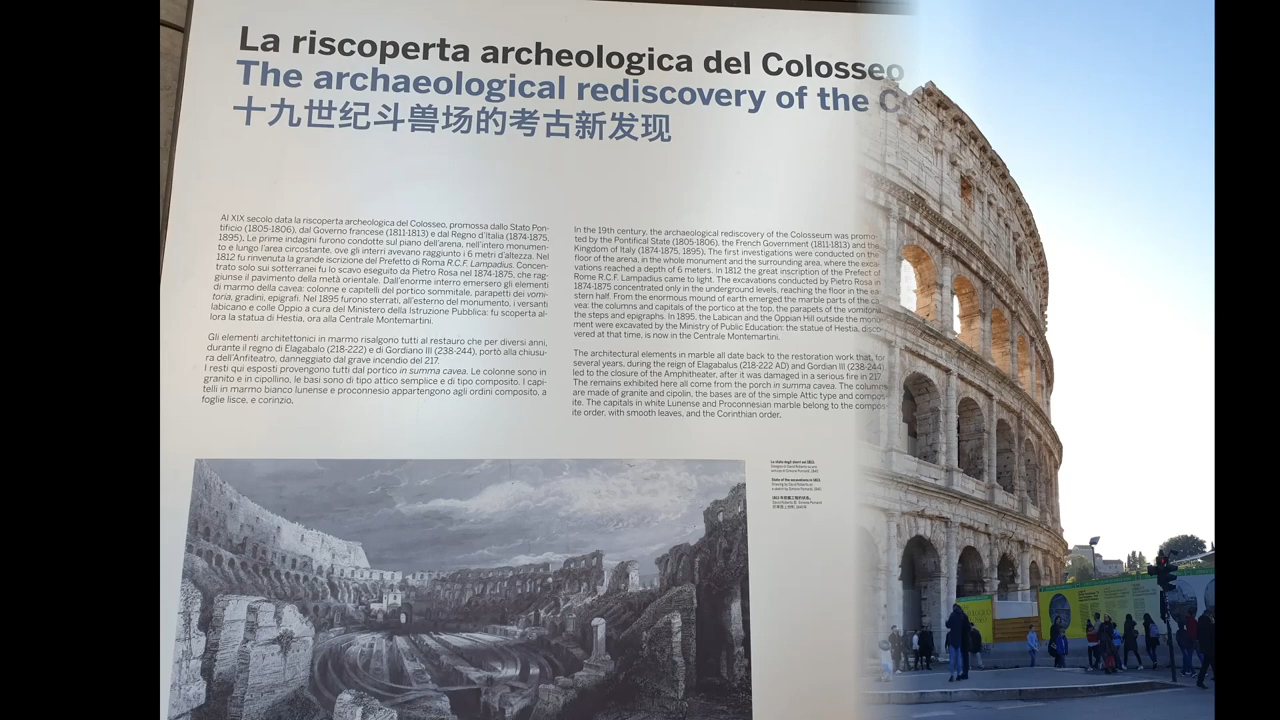 La riscoperta archeologica del Colosseo
The archaeological rediscovery of the C
十九世纪斗兽场的考古新发现
Al XIX secolo data la riscoperta archeologica del Colosseo, promossa dallo Stato Pon-
tificio (1805-1806), dal Governo francese (1811-1813) e dal Regno d'Italia (1874-1875,
1895). Le prime indagini furono condotte sul piano dell'arena, nell'intero monumen-
to e lungo l'area circostante, ove gli interri avevano raggiunto i 6 metri d'altezza. Nel
1812 fu rinvenuta la grande iscrizione del Prefetto di Roma R.C.F. Lampadius. Concen-
trato solo sui sotterranei fu lo scavo eseguito da Pietro Rosa nel 1874-1875, che rag-
giunse il pavimento della metà orientale. Dall'enorme interro emersero gli elementi
di marmo della cavea: colonne e capitelli del portico sommitale, parapetti dei vomi-
toria, gradini, epigrafi. Nel 1895 furono sterrati, all'esterno del monumento, i versanti
labicano e colle Oppio a cura del Ministero della Istruzione Pubblica: fu scoperta al-
lora la statua di Hestia, ora alla Centrale Montemartini.
Gli elementi architettonici in marmo risalgono tutti al restauro che per diversi anni,
durante il regno di Elagabalo (218-222) e di Gordiano III (238-244), portò alla chiusu-
ra dell'Anfiteatro, danneggiato dal grave incendio del 217.
I resti qui esposti provengono tutti dal portico in summa cavea. Le colonne sono in
granito e in cipollino, le basi sono di tipo attico semplice e di tipo composito. I capi-
telli in marmo bianco lunense e proconnesio appartengono agli ordini composito, a
foglie lisce, e corinzio.
In the 19th century, the archaeological rediscovery of the Colosseum was promo-
ted by the Pontifical State (1805-1806), the French Government (1811-1813) and the
Kingdom of Italy (1874-1875, 1895). The first investigations were conducted on the
floor of the arena, in the whole monument and the surrounding area, where the exca-
vations reached a depth of 6 meters. In 1812 the great inscription of the Prefect of
Rome R.C.F. Lampadius came to light. The excavations conducted by Pietro Rosa in
1874-1875 concentrated only in the underground levels, reaching the floor in the ea-
stern half. From the enormous mound of earth emerged the marble parts of the ca-
vea: the columns and capitals of the portico at the top, the parapets of the vomitoria,
the steps and epigraphs. In 1895, the Labican and the Oppian Hill outside the monu-
ment were excavated by the Ministry of Public Education: the statue of Hestia, disco-
vered at that time, is now in the Centrale Montemartini.
The architectural elements in marble all date back to the restoration work that, for
several years, during the reign of Elagabalus (218-222 AD) and Gordian III (238-244)
led to the closure of the Amphitheater, after it was damaged in a serious fire in 217.
The remains exhibited here all come from the porch in summa cavea. The columns
are made of granite and cipolin, the bases are of the simple Attic type and compos-
ite. The capitals in white Lunense and Proconnesian marble belong to the compos-
ite order, with smooth leaves, and the Corinthian order.